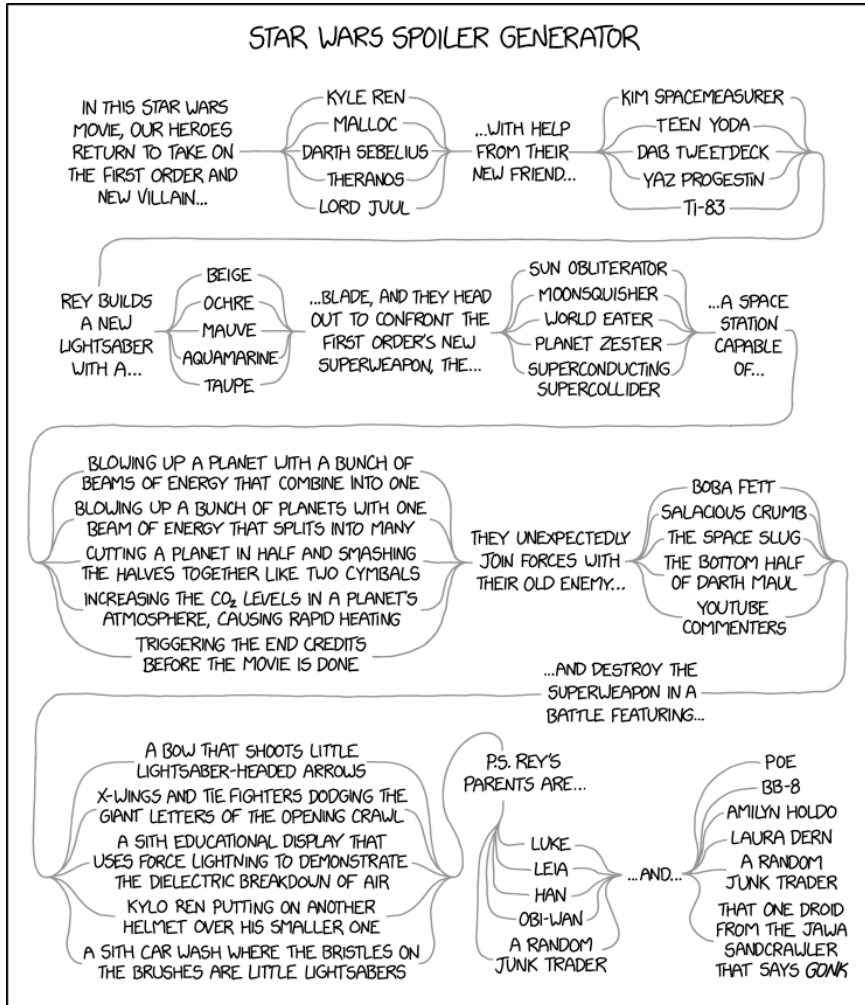 STAR WARS SPOILER GENERATOR
IN THIS STAR WARS
MOVIE, OUR HEROES
RETURN TO TAKE ON
THE FIRST ORDER AND
NEW VILLAIN...
KYLE REN
MALLOC
DARTH SEBELIUS
THERANOS
LORD JUUL
...WITH HELP
FROM THEIR
NEW FRIEND...
KIM SPACEMEASURER
TEEN YODA
DAB TWEETDECK
YAZ PROGESTIN
TI-83
REY BUILDS
A NEW
LIGHTSABER
WITH A...
BEIGE
OCHRE
MAUVE
AQUAMARINE
TAUPE
...BLADE, AND THEY HEAD
OUT TO CONFRONT THE
FIRST ORDER'S NEW
SUPERWEAPON, THE...
SUN OBLITERATOR
MOONSQUISHER
WORLD EATER
PLANET ZESTER
SUPERCONDUCTING
SUPERCOLLIDER
...A SPACE
STATION
CAPABLE
OF...
BLOWING UP A PLANET WITH A BUNCH OF
BEAMS OF ENERGY THAT COMBINE INTO ONE
BLOWING UP A BUNCH OF PLANETS WITH ONE
BEAM OF ENERGY THAT SPLITS INTO MANY
CUTTING A PLANET IN HALF AND SMASHING
THE HALVES TOGETHER LIKE TWO CYMBALS
INCREASING THE CO₂ LEVELS IN A PLANET'S
ATMOSPHERE, CAUSING RAPID HEATING
TRIGGERING THE END CREDITS
BEFORE THE MOVIE IS DONE
THEY UNEXPECTEDLY
JOIN FORCES WITH
THEIR OLD ENEMY...
BOBA FETT
SALACIOUS CRUMB
THE SPACE SLUG
THE BOTTOM HALF
OF DARTH MAUL
YOUTUBE
COMMENTERS
...AND DESTROY THE
SUPERWEAPON IN A
BATTLE FEATURING...
A BOW THAT SHOOTS LITTLE
LIGHTSABER-HEADED ARROWS
X-WINGS AND TIE FIGHTERS DODGING THE
GIANT LETTERS OF THE OPENING CRAWL
A SITH EDUCATIONAL DISPLAY THAT
USES FORCE LIGHTNING TO DEMONSTRATE
THE DIELECTRIC BREAKDOWN OF AIR
KYLO REN PUTTING ON ANOTHER
HELMET OVER HIS SMALLER ONE
A SITH CAR WASH WHERE THE BRISTLES ON
THE BRUSHES ARE LITTLE LIGHTSABERS
P.S. REY'S
PARENTS ARE...
LUKE
LEIA
HAN
OBI-WAN
A RANDOM
JUNK TRADER
...AND...
POE
BB-8
AMILYN HOLDO
LAURA DERN
A RANDOM
JUNK TRADER
THAT ONE DROID
FROM THE JAWA
SANDCRAWLER
THAT SAYS GONK